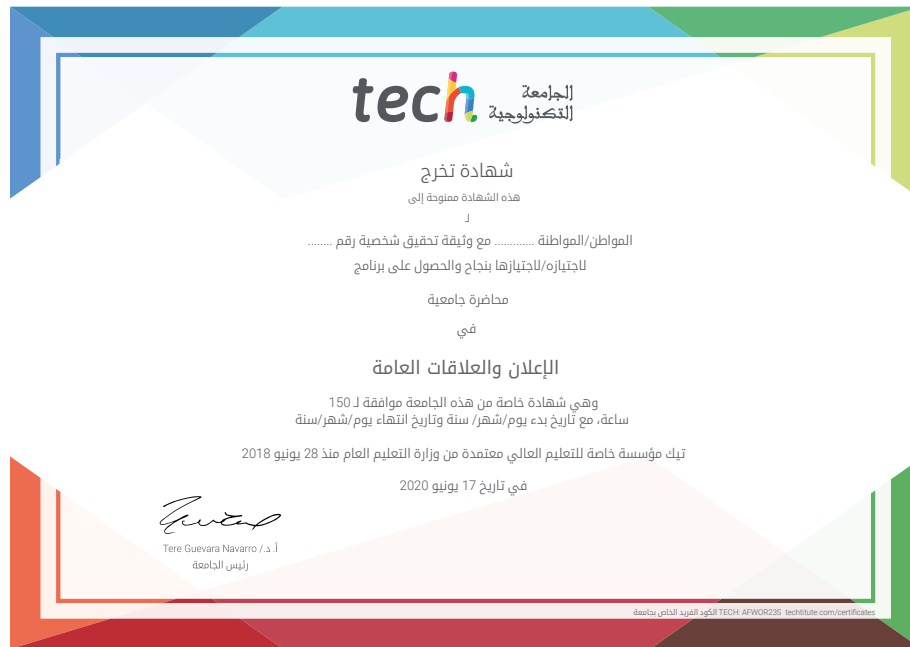 tech
الجامعة
التكنولوجية
شهادة تخرج
هذه الشهادة ممنوحة إلى
لـ
المواطن/المواطنة ............ مع وثيقة تحقيق شخصية رقم ........
لاجتيازه/لاجتيازها بنجاح والحصول على برنامج
محاضرة جامعية
في
الإعلان والعلاقات العامة
وهي شهادة خاصة من هذه الجامعة موافقة لـ 150
ساعة، مع تاريخ بدء يوم/شهر/ سنة وتاريخ انتهاء يوم/شهر/سنة
تيك مؤسسة خاصة للتعليم العالي معتمدة من وزارة التعليم العام منذ 28 يونيو 2018
في تاريخ 17 يونيو 2020
أ. د./ Tere Guevara Navarro
رئيس الجامعة
الكود الفريد الخاص بجامعة TECH: AFWOR23S techtitute.com/certificates